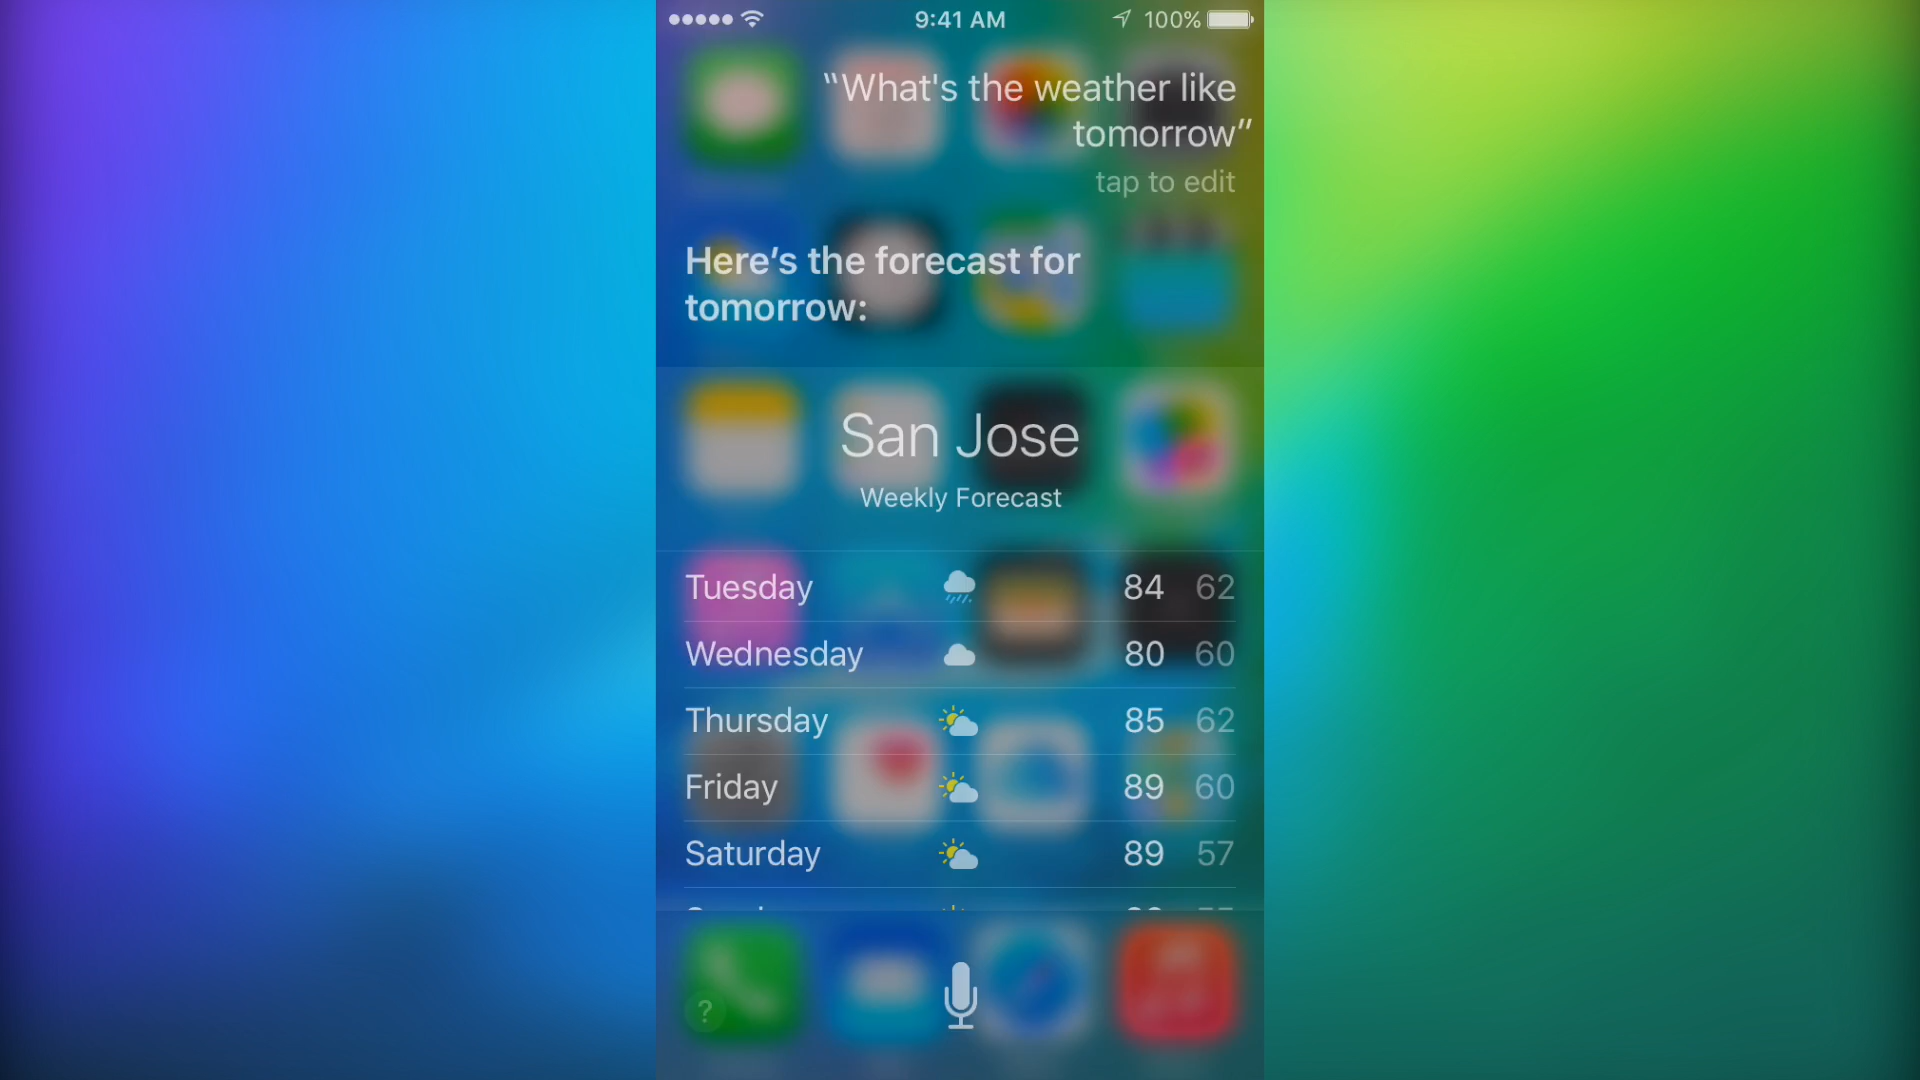 9:41 AM
100%
“What's the weather like
tomorrow”
tap to edit
Here’s the forecast for
tomorrow:
San Jose
Weekly Forecast
Tuesday 84 62
Wednesday 80 60
Thursday 85 62
Friday 89 60
Saturday 89 57
?